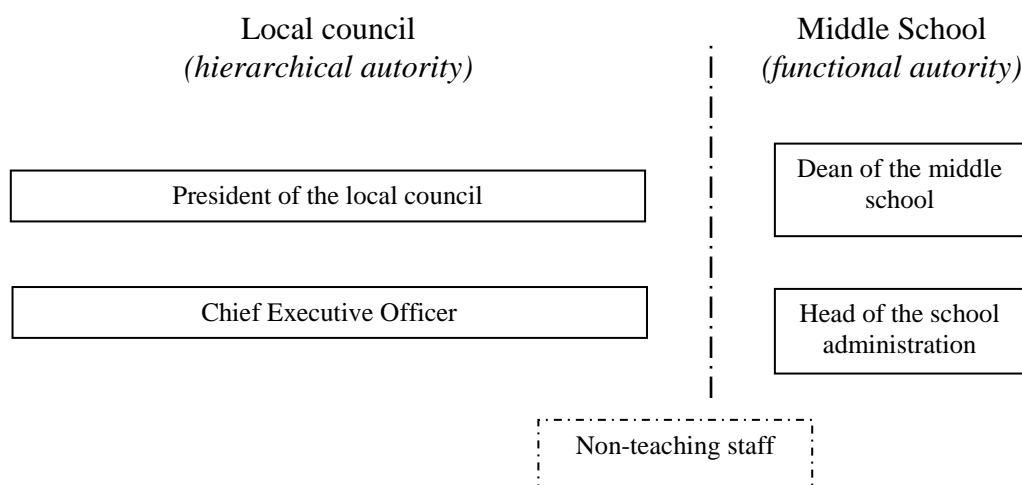 Local council
(hierarchical autority)
Middle School
(functional autority)
President of the local council
Dean of the middle
school
Chief Executive Officer
Head of the school
administration
Non-teaching staff